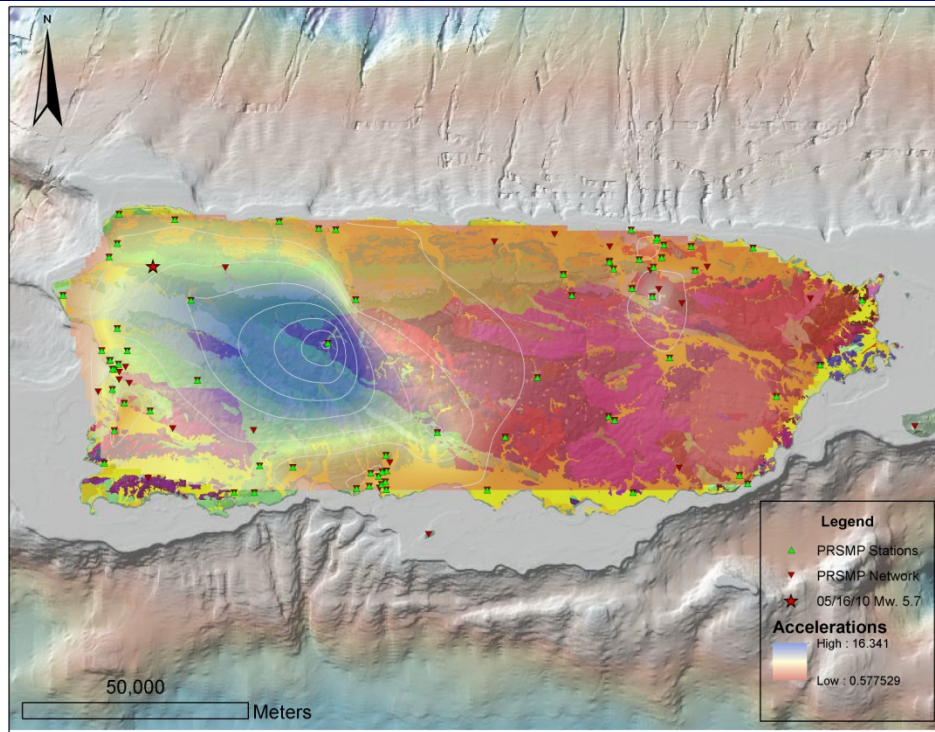 N
Legend
PRSMP Stations
PRSMP Network
05/16/10 Mw. 5.7
Accelerations
High : 16.341
Low : 0.577529
50,000
Meters